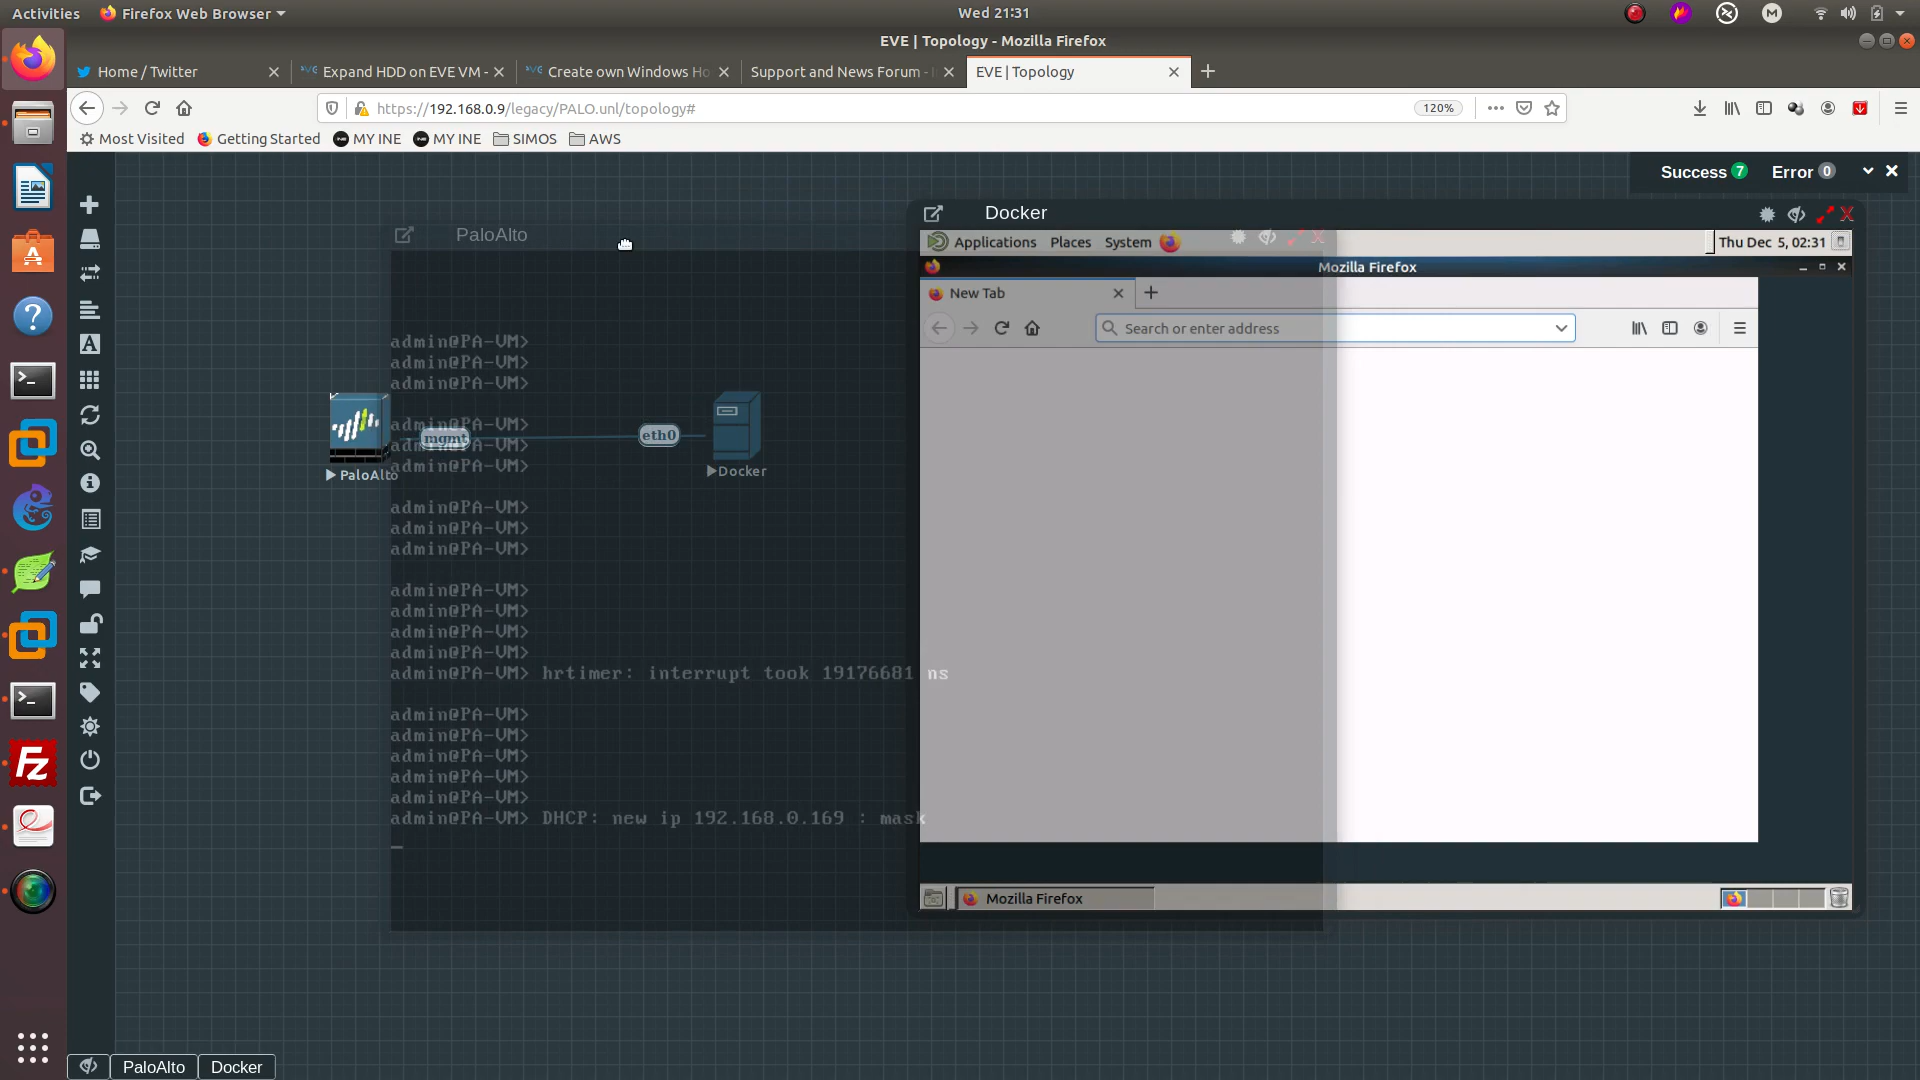 Activities Firefox Web Browser Wed 21:31
EVE | Topology - Mozilla Firefox
Home / Twitter Expand HDD on EVE VM - Create own Windows Ho Support and News Forum - EVE | Topology
https://192.168.0.9/legacy/PALO.unl/topology# 120%
Most Visited Getting Started MY INE MY INE SIMOS AWS
Success 7 Error 0
PaloAlto
admin@PA-VM>
admin@PA-VM>
admin@PA-VM>
admin@PA-VM>
admin@PA-VM>
admin@PA-VM>
admin@PA-VM>
admin@PA-VM>
admin@PA-VM>
admin@PA-VM>
admin@PA-VM>
admin@PA-VM>
admin@PA-VM>
admin@PA-VM> hrtimer: interrupt took 19176681 ns
admin@PA-VM>
admin@PA-VM>
admin@PA-VM>
admin@PA-VM>
admin@PA-VM>
admin@PA-VM> DHCP: new ip 192.168.0.169 : mask
mgmt
eth0
PaloAlto
Docker
Docker
Applications Places System Thu Dec 5, 02:31
Mozilla Firefox
New Tab
Search or enter address
Mozilla Firefox
PaloAlto Docker